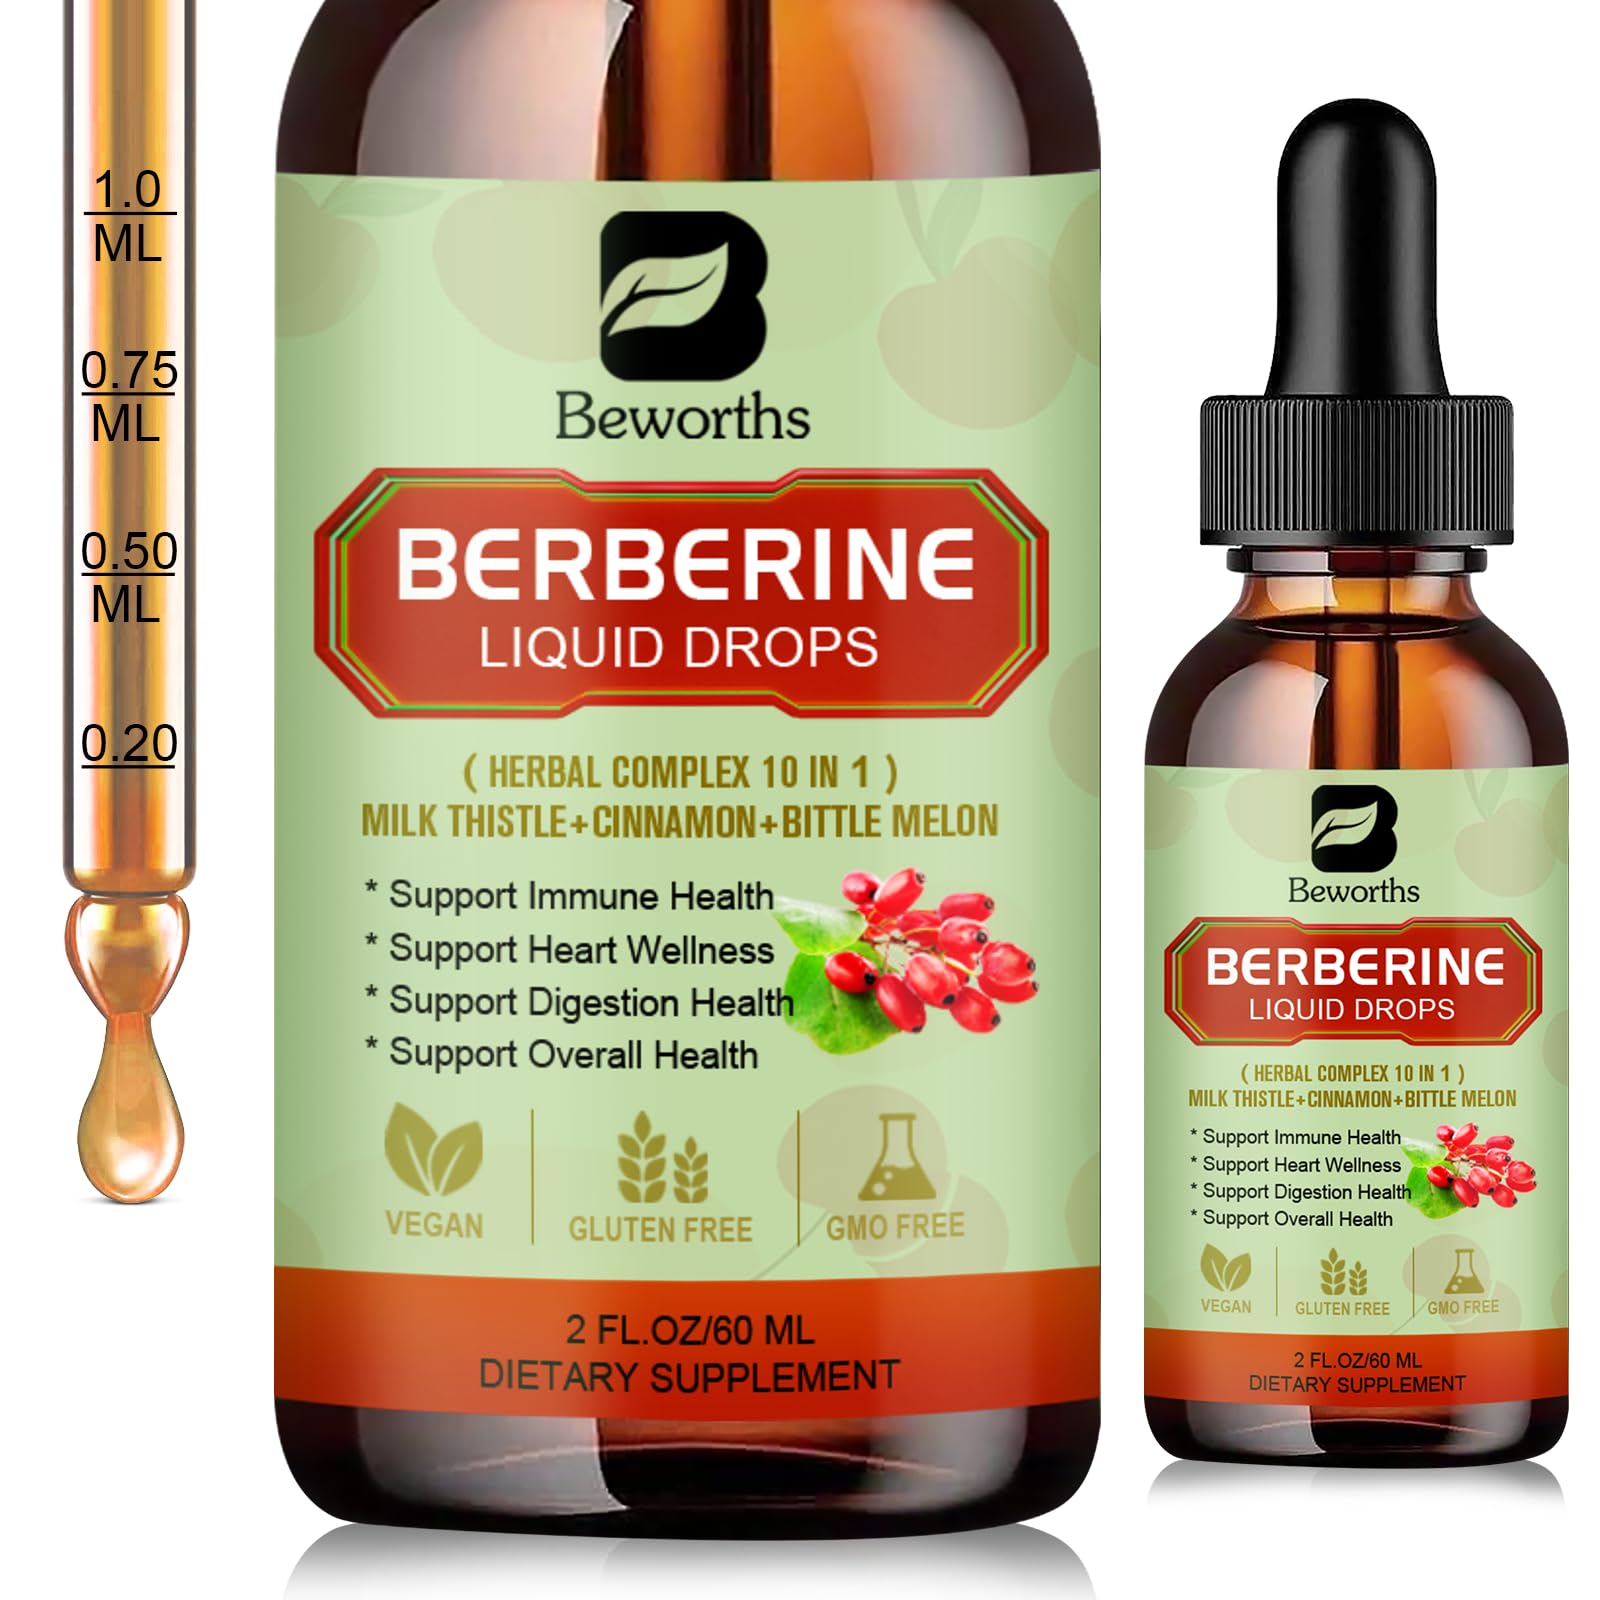 1.0
ML
0.75
ML
0.50
ML
0.20
Beworths
BERBERINE
LIQUID DROPS
( HERBAL COMPLEX 10 IN 1 )
MILK THISTLE+CINNAMON+BITTLE MELON
* Support Immune Health
* Support Heart Wellness
* Support Digestion Health
* Support Overall Health
VEGAN
GLUTEN FREE
GMO FREE
2 FL.OZ/60 ML
DIETARY SUPPLEMENT
Beworths
BERBERINE
LIQUID DROPS
( HERBAL COMPLEX 10 IN 1 )
MILK THISTLE+CINNAMON+BITTLE MELON
* Support Immune Health
* Support Heart Wellness
* Support Digestion Health
* Support Overall Health
VEGAN
GLUTEN FREE
GMO FREE
2 FL.OZ/60 ML
DIETARY SUPPLEMENT